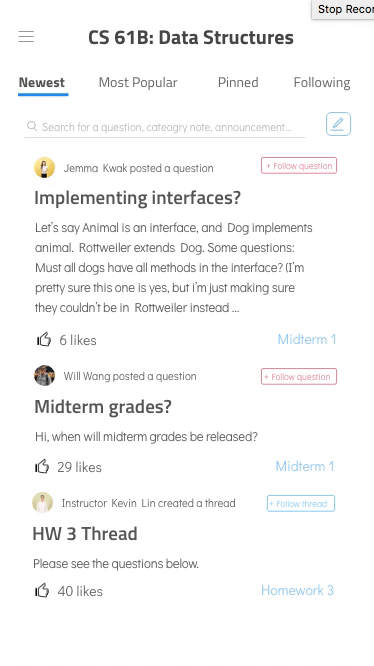 Stop Recor
CS 61B: Data Structures
Newest Most Popular Pinned Following
Search for a question, cateogry note, announcement...
Jemma Kwak posted a question + Follow question
Implementing interfaces?
Let's say Animal is an interface, and Dog implements
animal. Rottweiler extends Dog. Some questions:
Must all dogs have all methods in the interface? (I'm
pretty sure this one is yes, but i'm just making sure
they couldn't be in Rottweiler instead ...
6 likes Midterm 1
Will Wang posted a question + Follow question
Midterm grades?
Hi, when will midterm grades be released?
29 likes Midterm 1
Instructor Kevin Lin created a thread + Follow thread
HW 3 Thread
Please see the questions below.
40 likes Homework 3